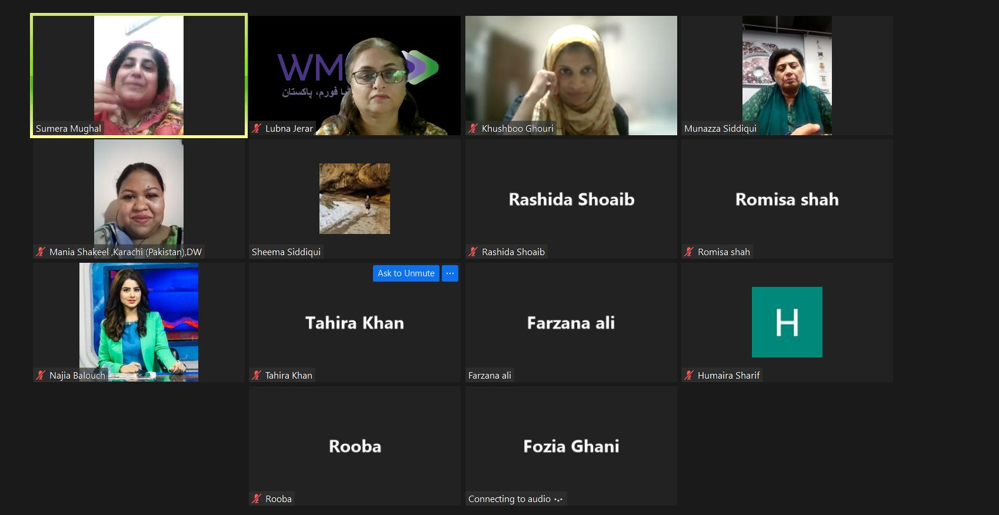 WM
یا فورم، پاکستان
Sumera Mughal
Lubna Jerar
Khushboo Ghouri
Munazza Siddiqui
Mania Shakeel ,Karachi (Pakistan),DW
Sheema Siddiqui
Rashida Shoaib
Rashida Shoaib
Romisa shah
Romisa shah
Najia Balouch
Ask to Unmute ...
Tahira Khan
Tahira Khan
Farzana ali
Farzana ali
H
Humaira Sharif
Rooba
Rooba
Fozia Ghani
Connecting to audio